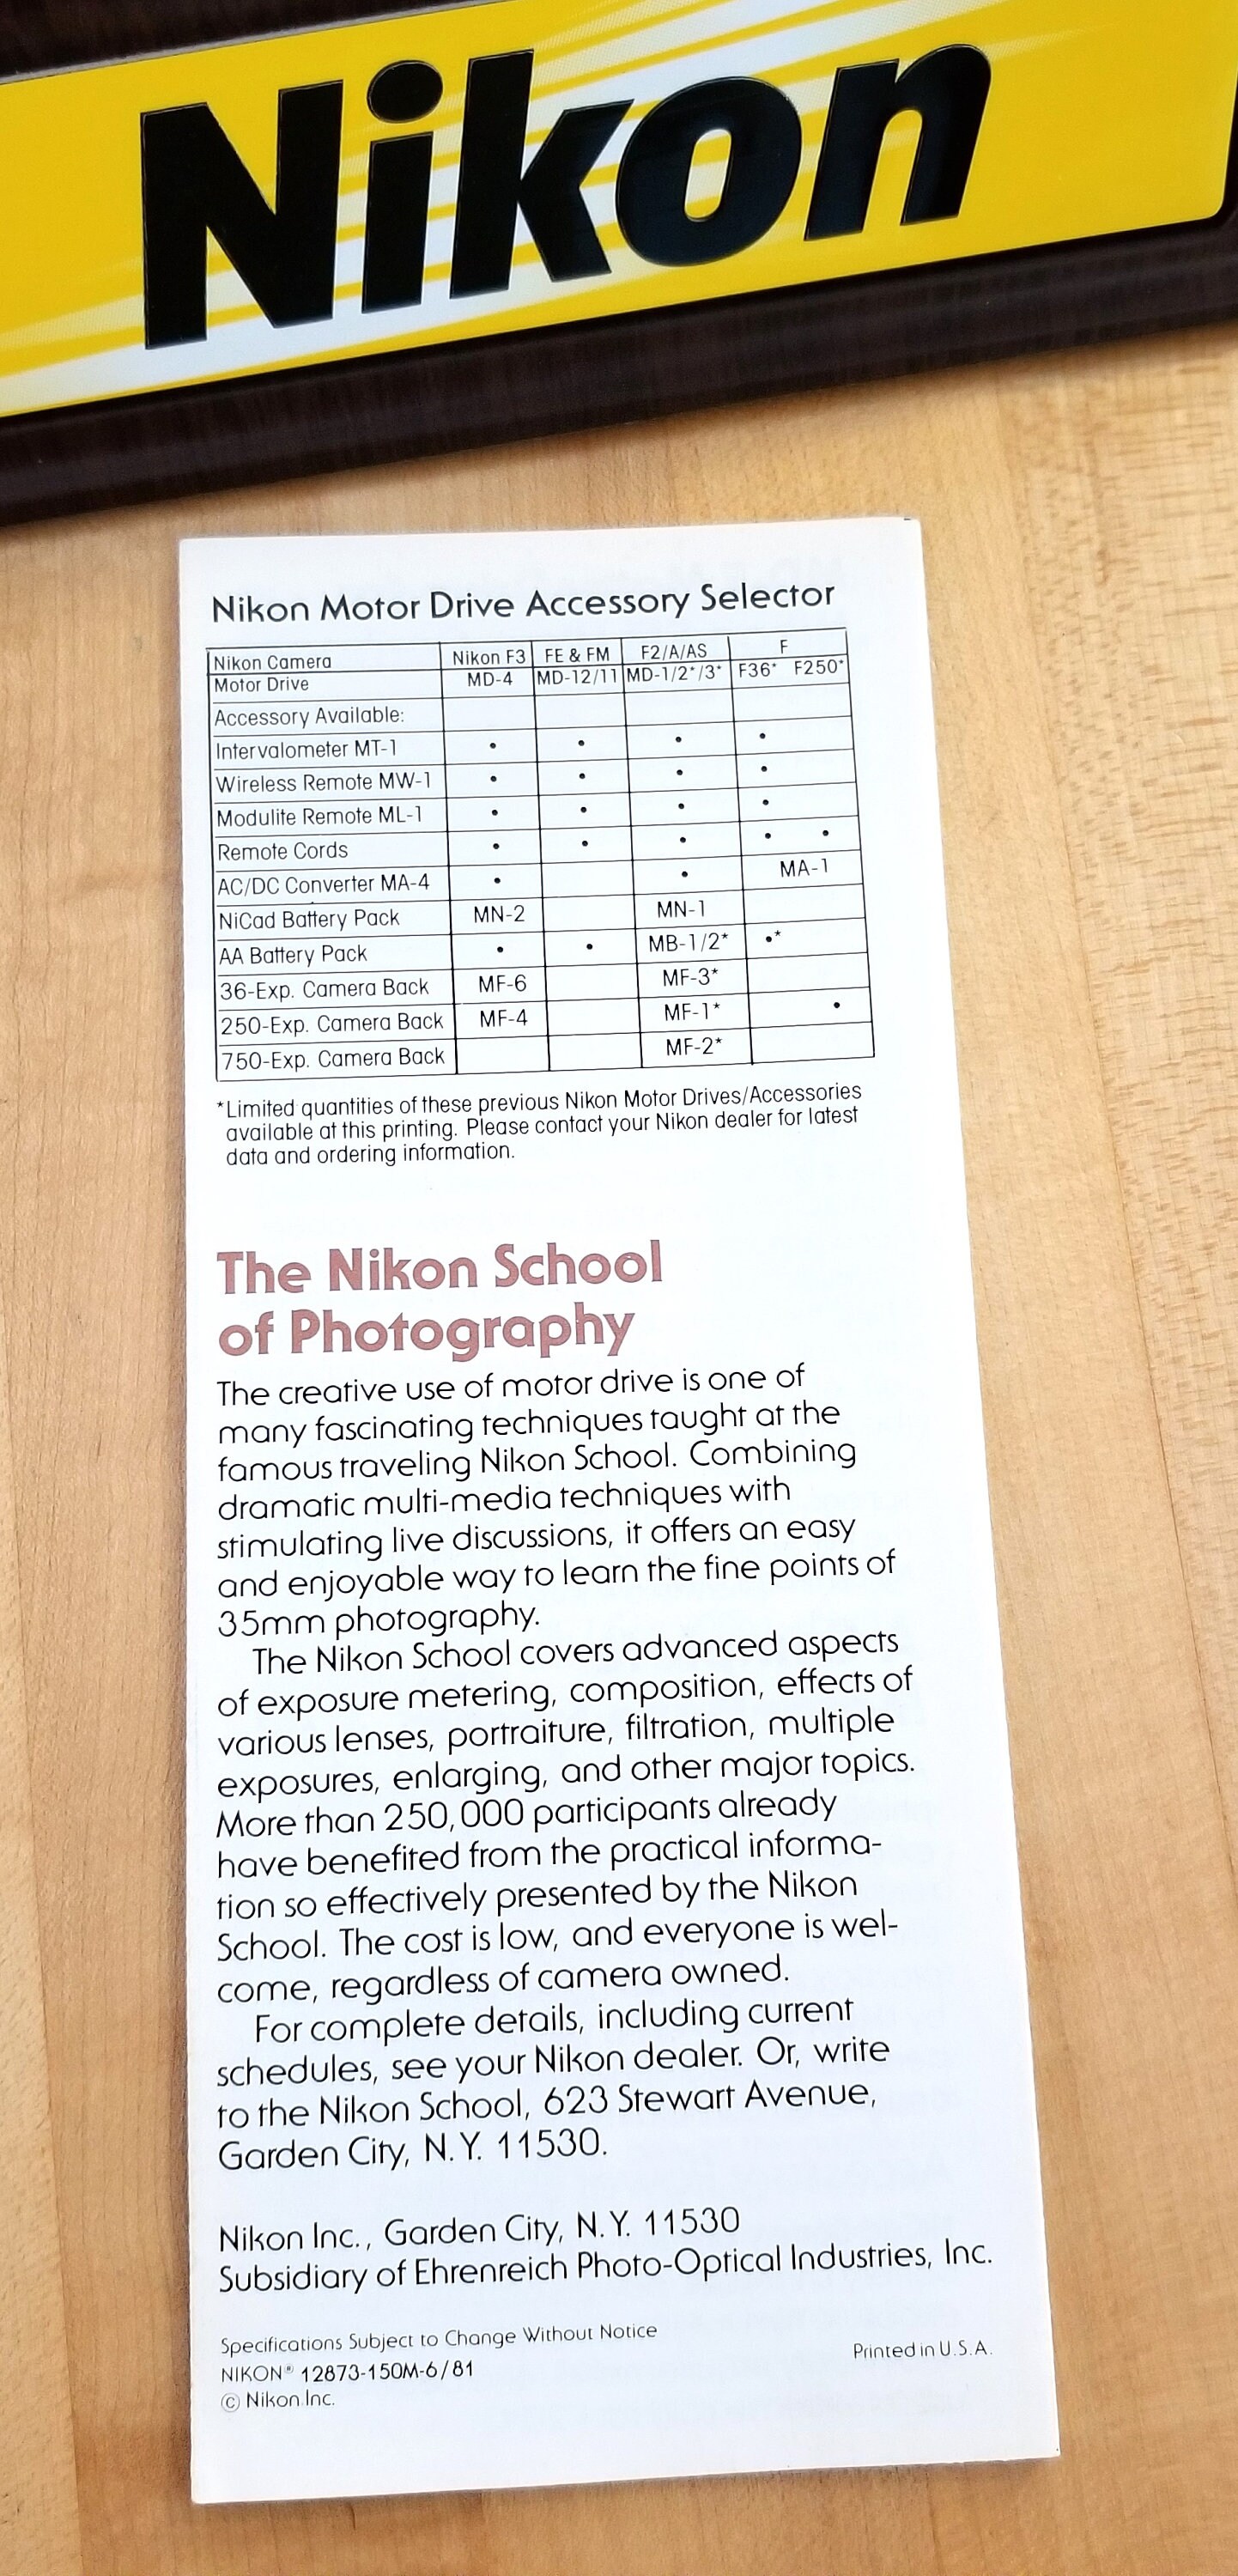 Nikon
Nikon Motor Drive Accessory Selector
Nikon Camera Nikon F3 FE & FM F2/A/AS F
Motor Drive MD-4 MD-12/11 MD-1/2*/3* F36* F250*
Accessory Available:
Intervalometer MT-1 • • • •
Wireless Remote MW-1 • • • •
Modulite Remote ML-1 • • • •
Remote Cords • • • • •
AC/DC Converter MA-4 • • MA-1
NiCad Battery Pack MN-2 MN-1
AA Battery Pack • • MB-1/2* •*
36-Exp. Camera Back MF-6 MF-3*
250-Exp. Camera Back MF-4 MF-1* •
750-Exp. Camera Back MF-2*
*Limited quantities of these previous Nikon Motor Drives/Accessories
available at this printing. Please contact your Nikon dealer for latest
data and ordering information.
The Nikon School
of Photography
The creative use of motor drive is one of
many fascinating techniques taught at the
famous traveling Nikon School. Combining
dramatic multi-media techniques with
stimulating live discussions, it offers an easy
and enjoyable way to learn the fine points of
35mm photography.
The Nikon School covers advanced aspects
of exposure metering, composition, effects of
various lenses, portraiture, filtration, multiple
exposures, enlarging, and other major topics.
More than 250,000 participants already
have benefited from the practical informa-
tion so effectively presented by the Nikon
School. The cost is low, and everyone is wel-
come, regardless of camera owned.
For complete details, including current
schedules, see your Nikon dealer. Or, write
to the Nikon School, 623 Stewart Avenue,
Garden City, N.Y. 11530.
Nikon Inc., Garden City, N.Y. 11530
Subsidiary of Ehrenreich Photo-Optical Industries, Inc.
Specifications Subject to Change Without Notice
NIKON® 12873-150M-6/81 Printed in U.S.A.
© Nikon Inc.